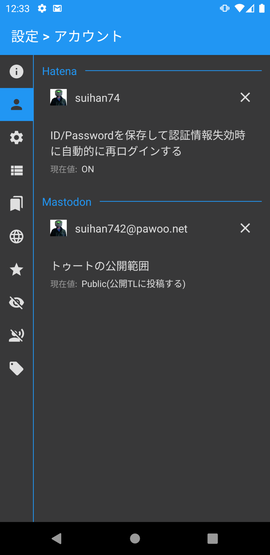 12:33
設定 > アカウント
Hatena
suihan74
ID/Passwordを保存して認証情報失効時
に自動的に再ログインする
現在値: ON
Mastodon
suihan742@pawoo.net
トゥートの公開範囲
現在値: Public(公開TLに投稿する)